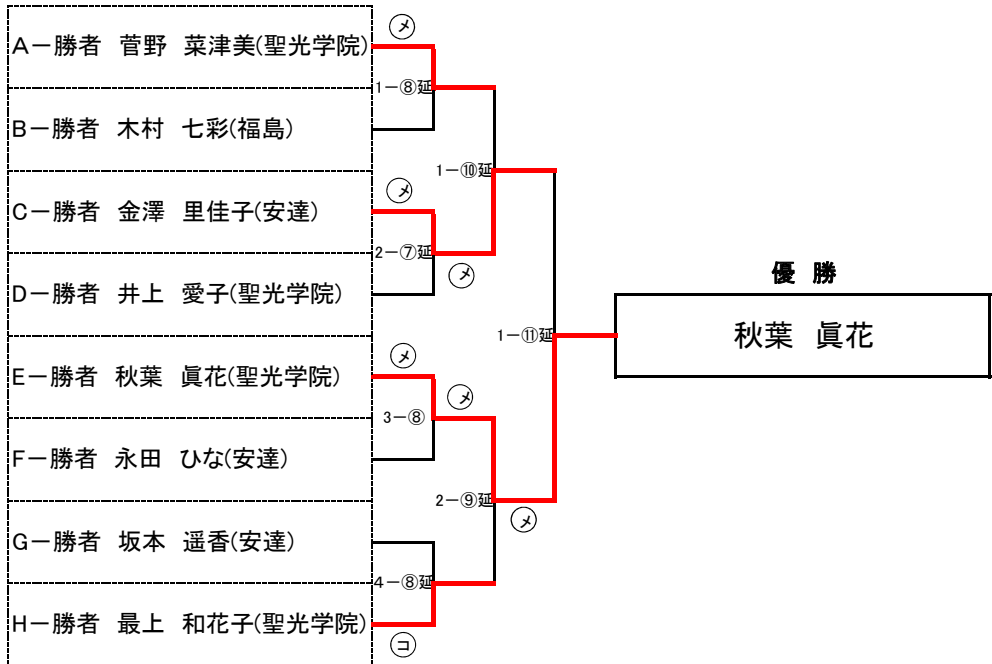 ㋱
A－勝者　菅野　菜津美(聖光学院)
1－⑧延
B－勝者　木村　七彩(福島)
1－⑩延
㋱
C－勝者　金澤　里佳子(安達)
2－⑦延
㋱
D－勝者　井上　愛子(聖光学院)
優　勝
秋葉　眞花
1－⑪延
㋱
E－勝者　秋葉　眞花(聖光学院)
㋱
3－⑧
F－勝者　永田　ひな(安達)
2－⑨延
㋱
G－勝者　坂本　遥香(安達)
4－⑧延
H－勝者　最上　和花子(聖光学院)
㋙